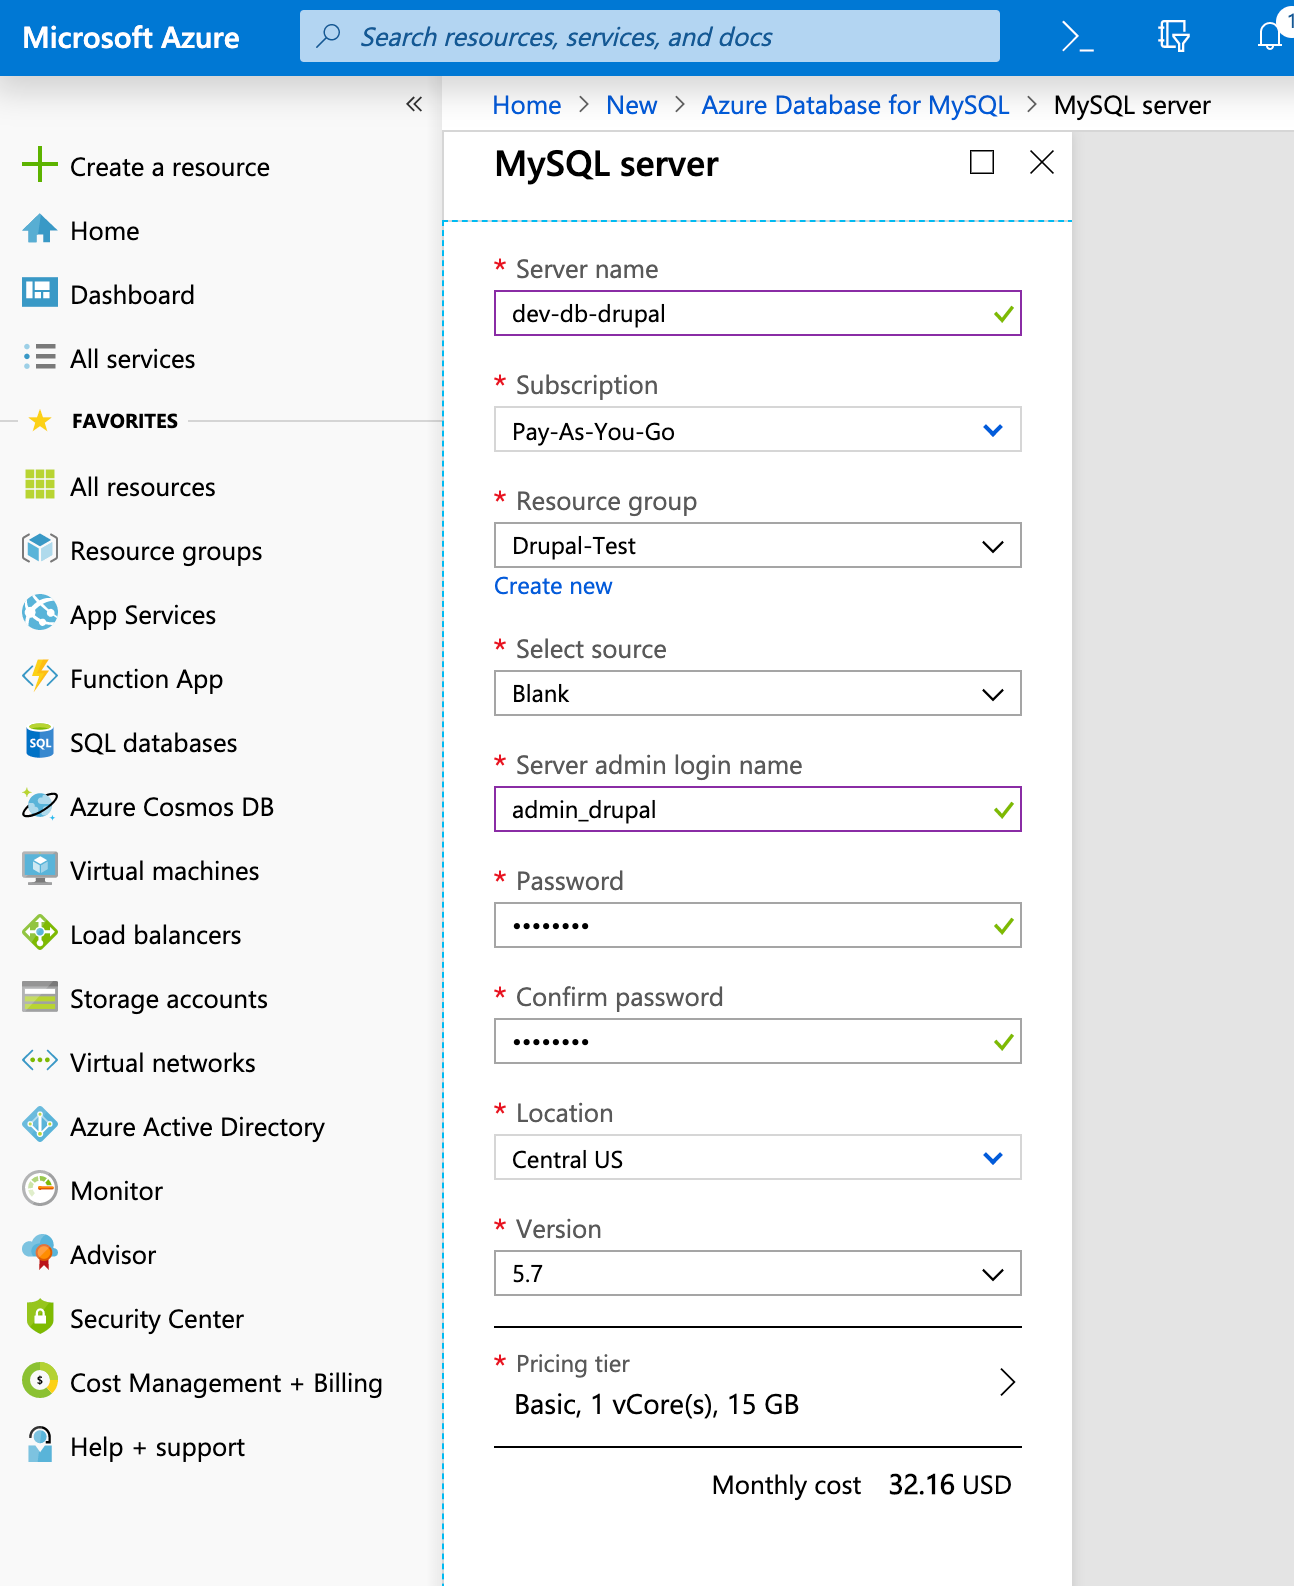 Microsoft Azure
Search resources, services, and docs
1
«
Home > New > Azure Database for MySQL > MySQL server
Create a resource
Home
Dashboard
All services
FAVORITES
All resources
Resource groups
App Services
Function App
SQL
SQL databases
Azure Cosmos DB
Virtual machines
Load balancers
Storage accounts
Virtual networks
Azure Active Directory
Monitor
Advisor
Security Center
$
Cost Management + Billing
Help + support
MySQL server
* Server name
dev-db-drupal
* Subscription
Pay-As-You-Go
* Resource group
Drupal-Test
Create new
* Select source
Blank
* Server admin login name
admin_drupal
* Password
••••••••
* Confirm password
••••••••
* Location
Central US
* Version
5.7
* Pricing tier
Basic, 1 vCore(s), 15 GB
Monthly cost 32.16 USD